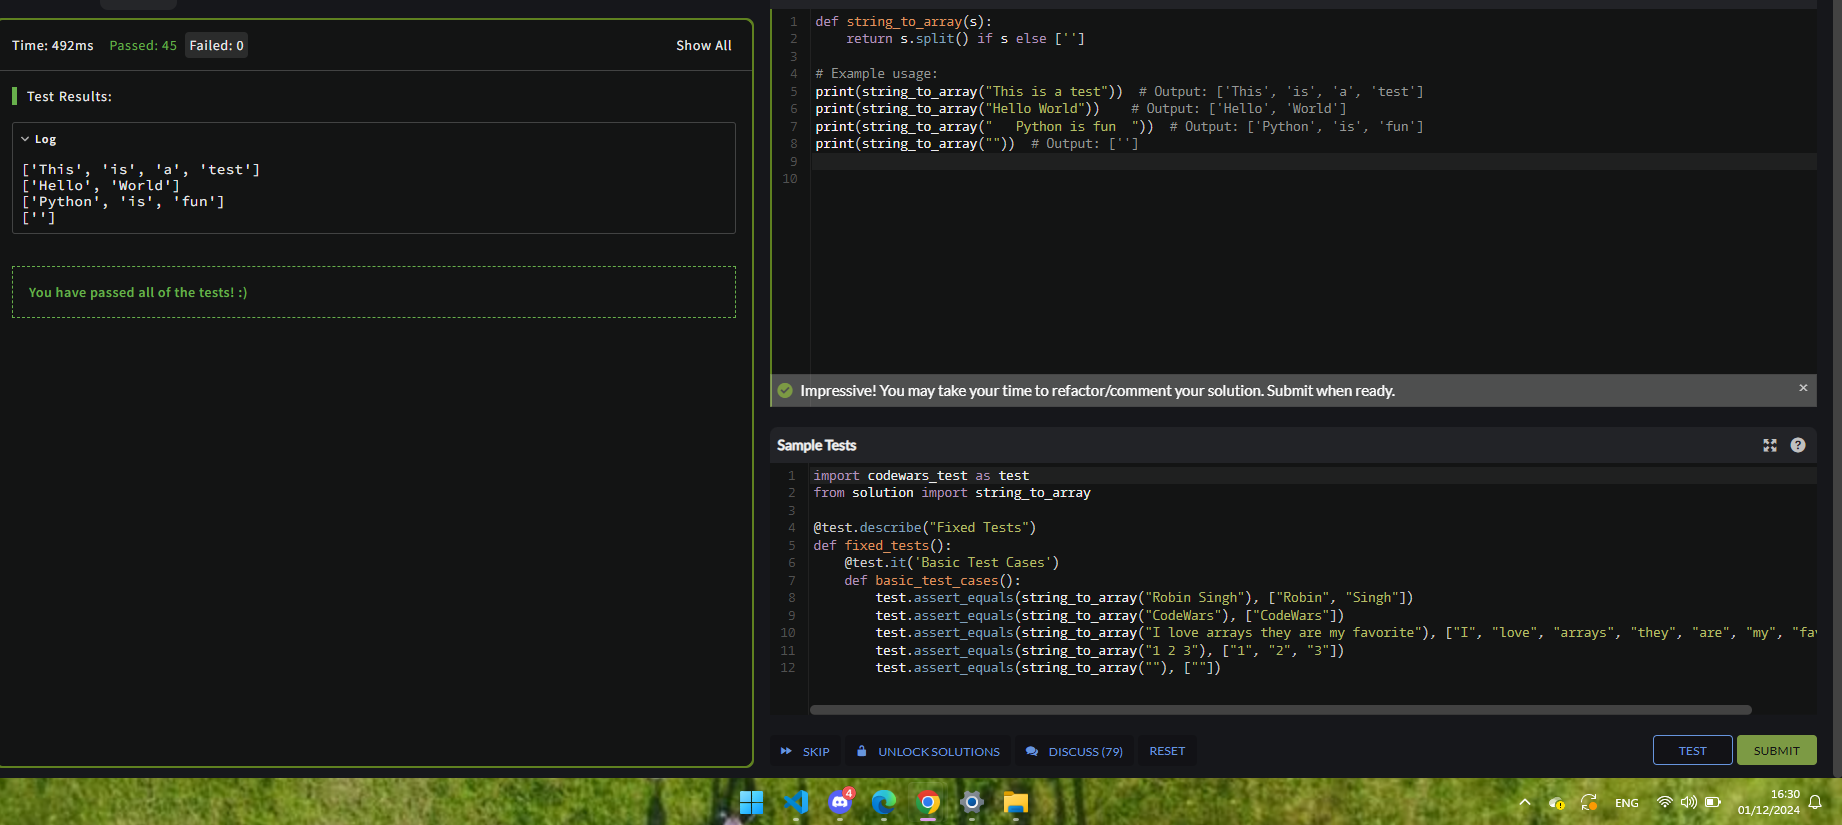 Time: 492ms Passed: 45 Failed: 0 Show All
Test Results:
Log
['This', 'is', 'a', 'test']
['Hello', 'World']
['Python', 'is', 'fun']
['']
You have passed all of the tests! :)
1 def string_to_array(s):
2     return s.split() if s else ['']
3
4 # Example usage:
5 print(string_to_array("This is a test"))  # Output: ['This', 'is', 'a', 'test']
6 print(string_to_array("Hello World"))    # Output: ['Hello', 'World']
7 print(string_to_array("   Python is fun  "))  # Output: ['Python', 'is', 'fun']
8 print(string_to_array(""))  # Output: ['']
9
10
Impressive! You may take your time to refactor/comment your solution. Submit when ready.
Sample Tests
1 import codewars_test as test
2 from solution import string_to_array
3
4 @test.describe("Fixed Tests")
5 def fixed_tests():
6     @test.it('Basic Test Cases')
7     def basic_test_cases():
8         test.assert_equals(string_to_array("Robin Singh"), ["Robin", "Singh"])
9         test.assert_equals(string_to_array("CodeWars"), ["CodeWars"])
10         test.assert_equals(string_to_array("I love arrays they are my favorite"), ["I", "love", "arrays", "they", "are", "my", "fav
11         test.assert_equals(string_to_array("1 2 3"), ["1", "2", "3"])
12         test.assert_equals(string_to_array(""), [""])
SKIP UNLOCK SOLUTIONS DISCUSS (79) RESET TEST SUBMIT
4
ENG
16:30
01/12/2024